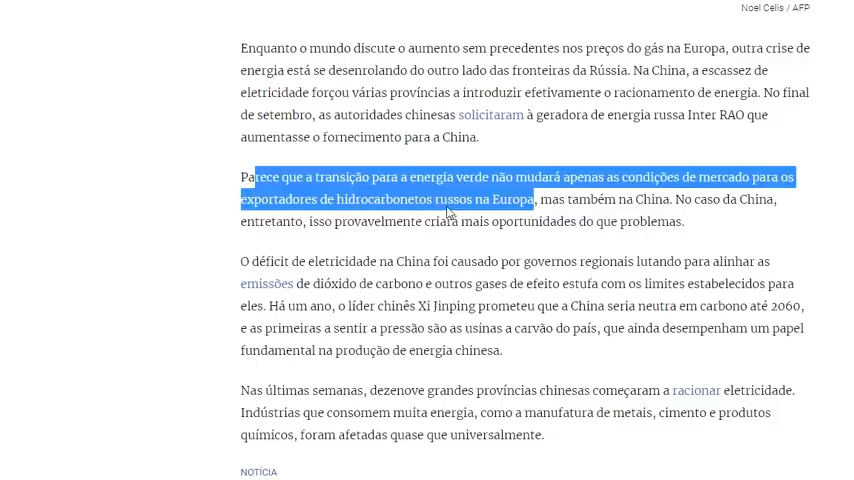 Noel Celis / AFP
Enquanto o mundo discute o aumento sem precedentes nos preços do gás na Europa, outra crise de
energia está se desenrolando do outro lado das fronteiras da Rússia. Na China, a escassez de
eletricidade forçou várias províncias a introduzir efetivamente o racionamento de energia. No final
de setembro, as autoridades chinesas solicitaram à geradora de energia russa Inter RAO que
aumentasse o fornecimento para a China.
Parece que a transição para a energia verde não mudará apenas as condições de mercado para os
exportadores de hidrocarbonetos russos na Europa, mas também na China. No caso da China,
entretanto, isso provavelmente criará mais oportunidades do que problemas.
O déficit de eletricidade na China foi causado por governos regionais lutando para alinhar as
emissões de dióxido de carbono e outros gases de efeito estufa com os limites estabelecidos para
eles. Há um ano, o líder chinês Xi Jinping prometeu que a China seria neutra em carbono até 2060,
e as primeiras a sentir a pressão são as usinas a carvão do país, que ainda desempenham um papel
fundamental na produção de energia chinesa.
Nas últimas semanas, dezenove grandes províncias chinesas começaram a racionar eletricidade.
Indústrias que consomem muita energia, como a manufatura de metais, cimento e produtos
químicos, foram afetadas quase que universalmente.
NOTÍCIA